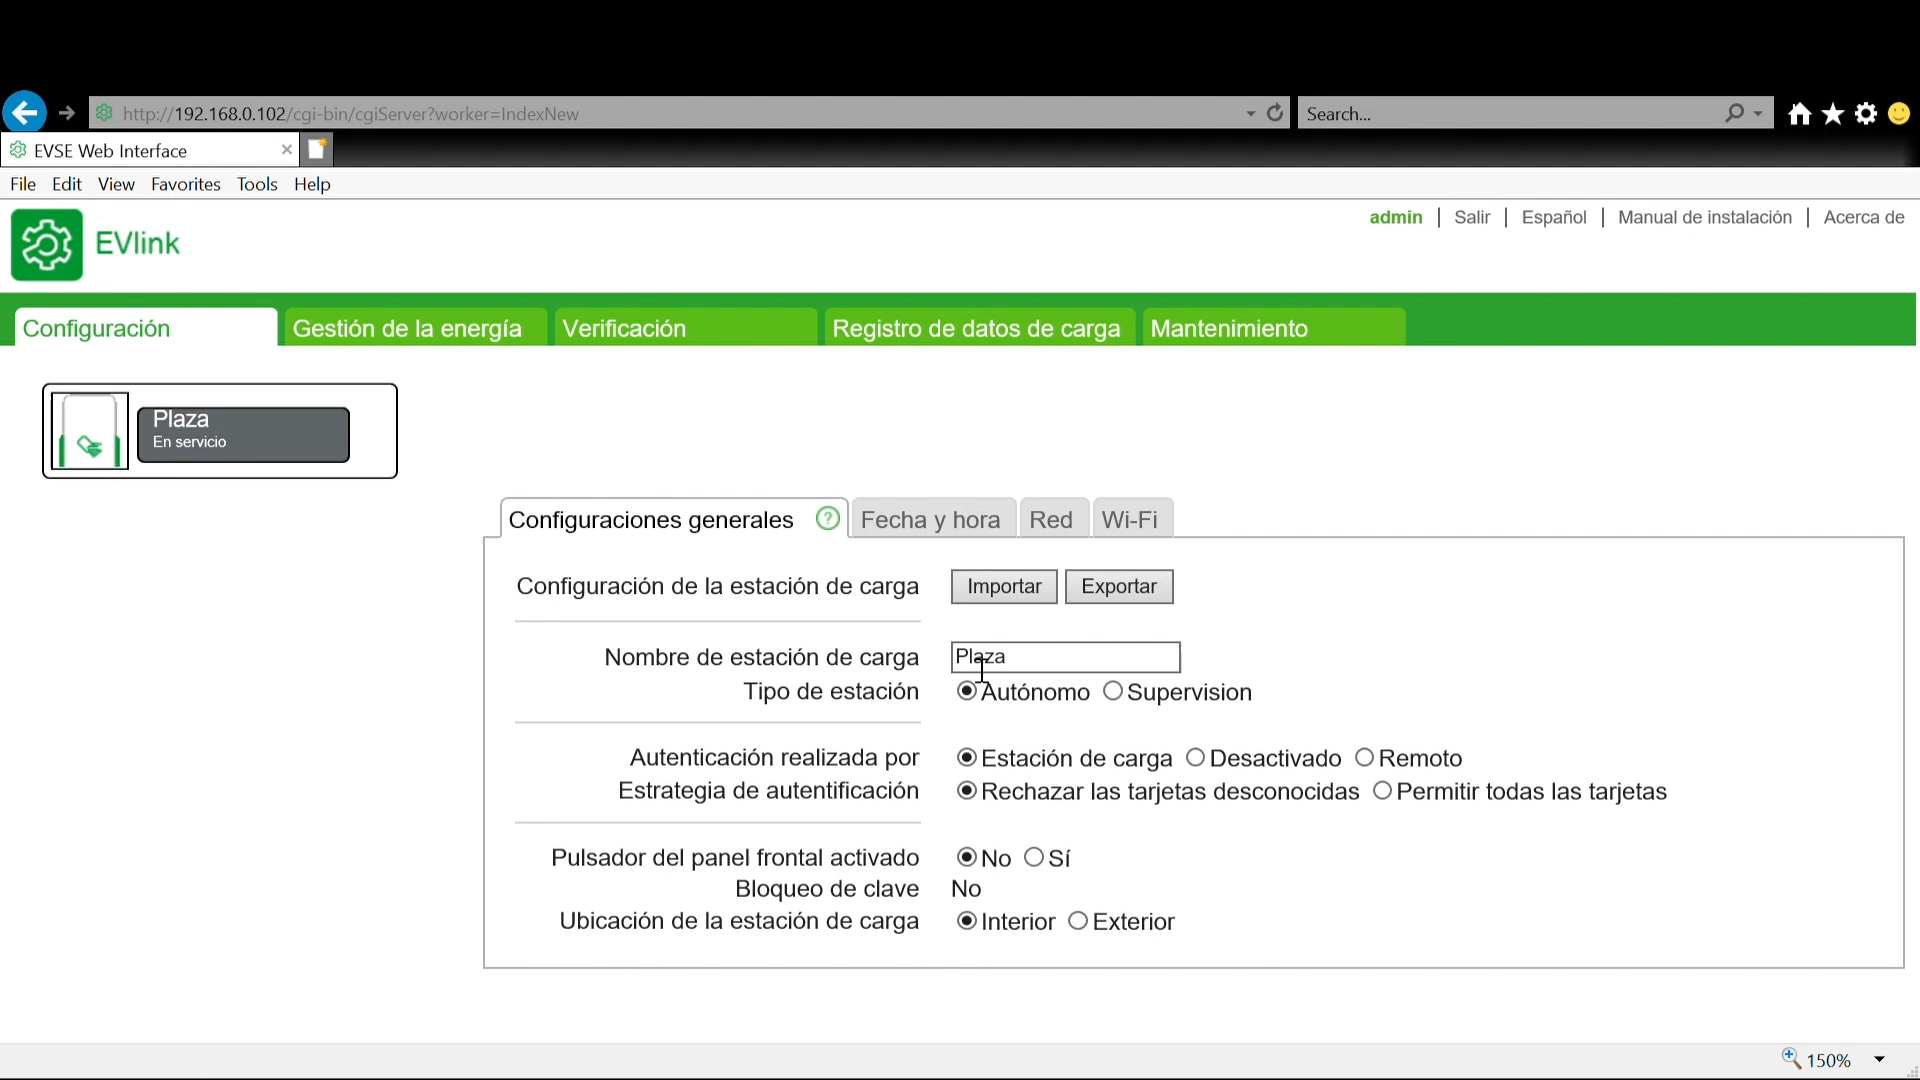 http://192.168.0.102/cgi-bin/cgiServer?worker=IndexNew
Search...
EVSE Web Interface
File Edit View Favorites Tools Help
EVlink
admin | Salir | Español | Manual de instalación | Acerca de
Configuración
Gestión de la energía
Verificación
Registro de datos de carga
Mantenimiento
Plaza
En servicio
Configuraciones generales ?
Fecha y hora
Red
Wi-Fi
Configuración de la estación de carga Importar Exportar
Nombre de estación de carga Plaza
Tipo de estación Autónomo Supervision
Autenticación realizada por Estación de carga Desactivado Remoto
Estrategia de autentificación Rechazar las tarjetas desconocidas Permitir todas las tarjetas
Pulsador del panel frontal activado No Sí
Bloqueo de clave No
Ubicación de la estación de carga Interior Exterior
150%